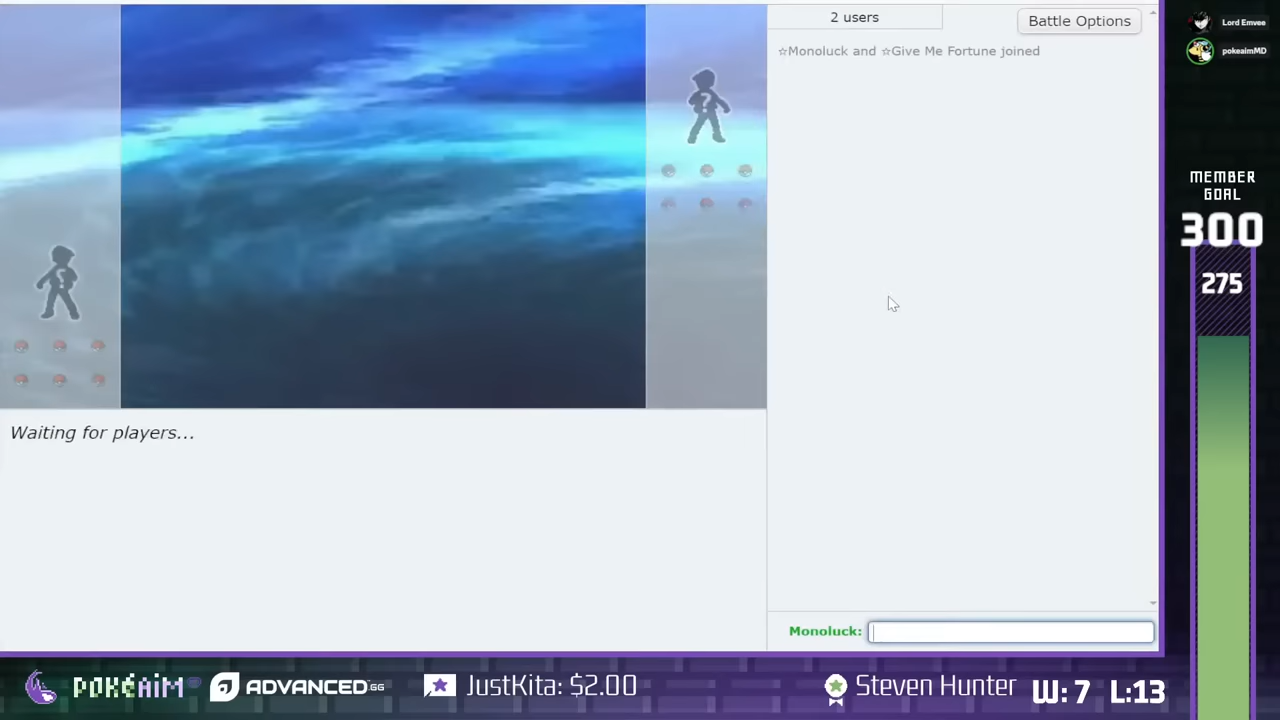 2 users
Battle Options
☆Monoluck and ☆Give Me Fortune joined
Waiting for players...
Monoluck:
Lord Emvee
pokeaimMD
MEMBER
GOAL
300
275
POKÉAIM
ADVANCED.GG
JustKita: $2.00
Steven Hunter
W: 7 L:13